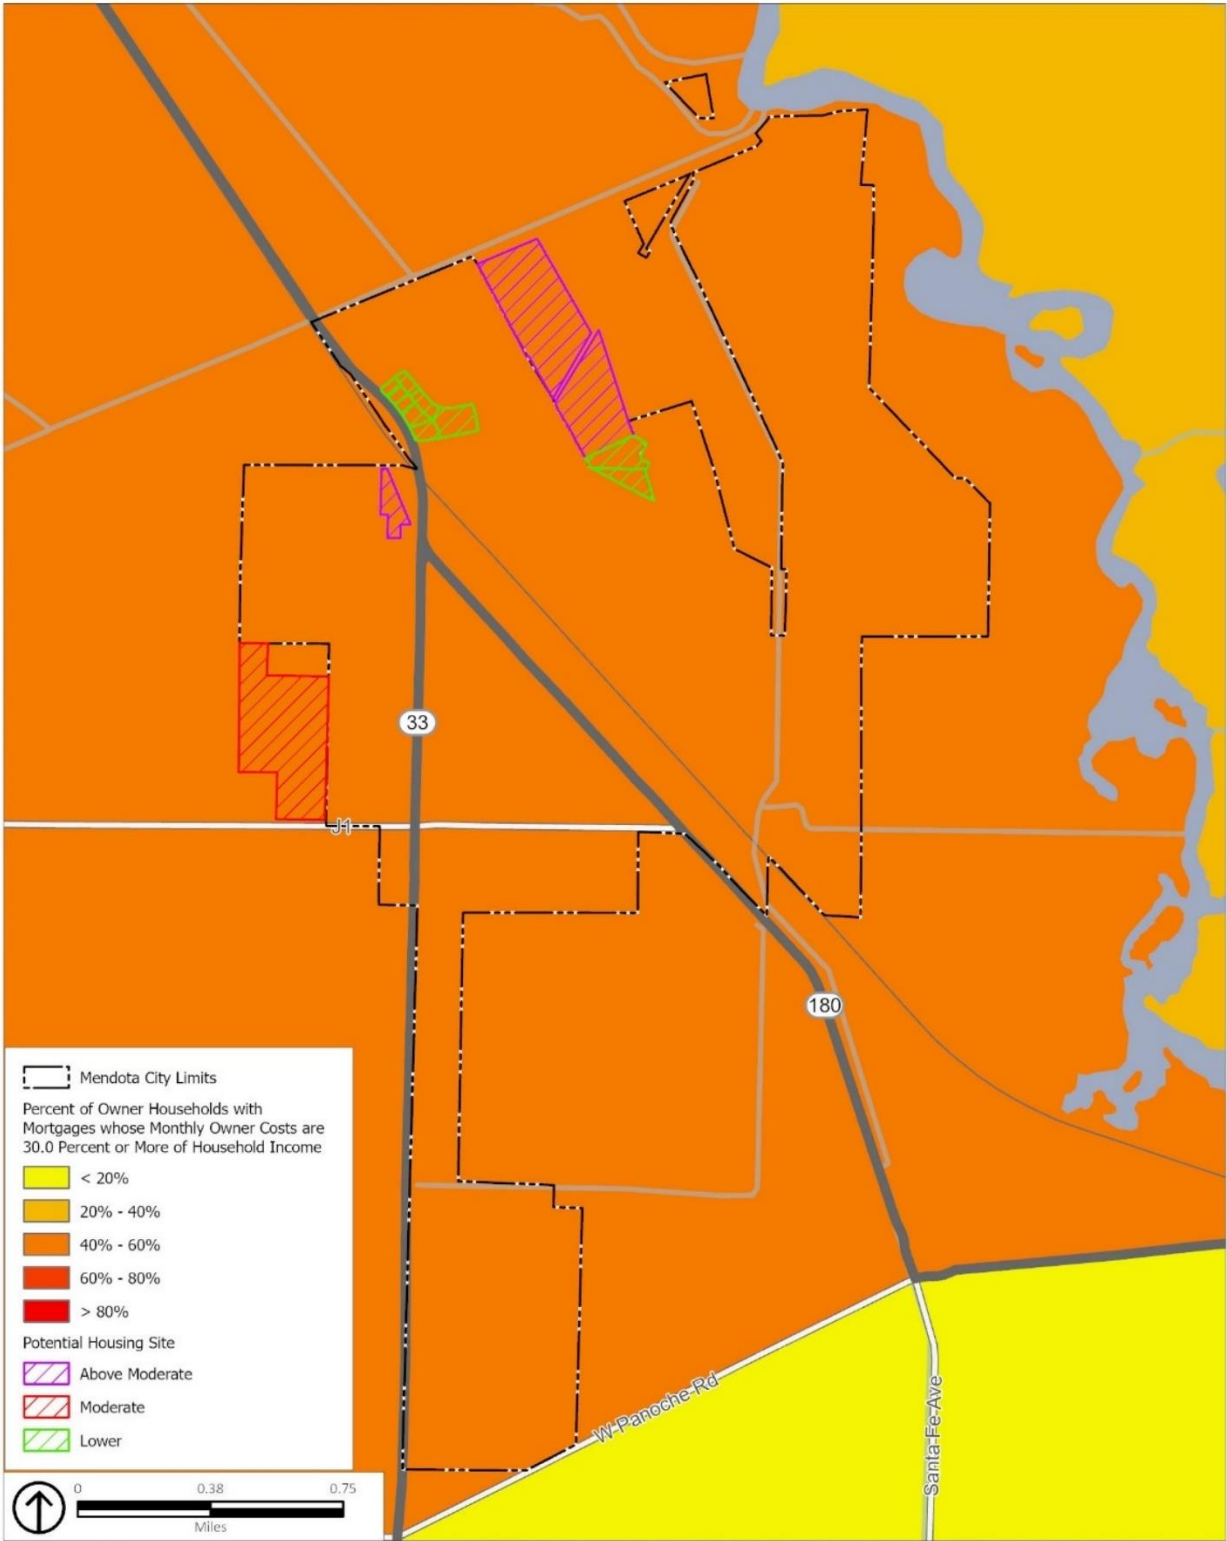 33
J1
180
Mendota City Limits
Percent of Owner Households with
Mortgages whose Monthly Owner Costs are
30.0 Percent or More of Household Income
< 20%
20% - 40%
40% - 60%
60% - 80%
> 80%
Potential Housing Site
Above Moderate
Moderate
Lower
W Panoche Rd
Santa Fe Ave
0 0.38 0.75
Miles